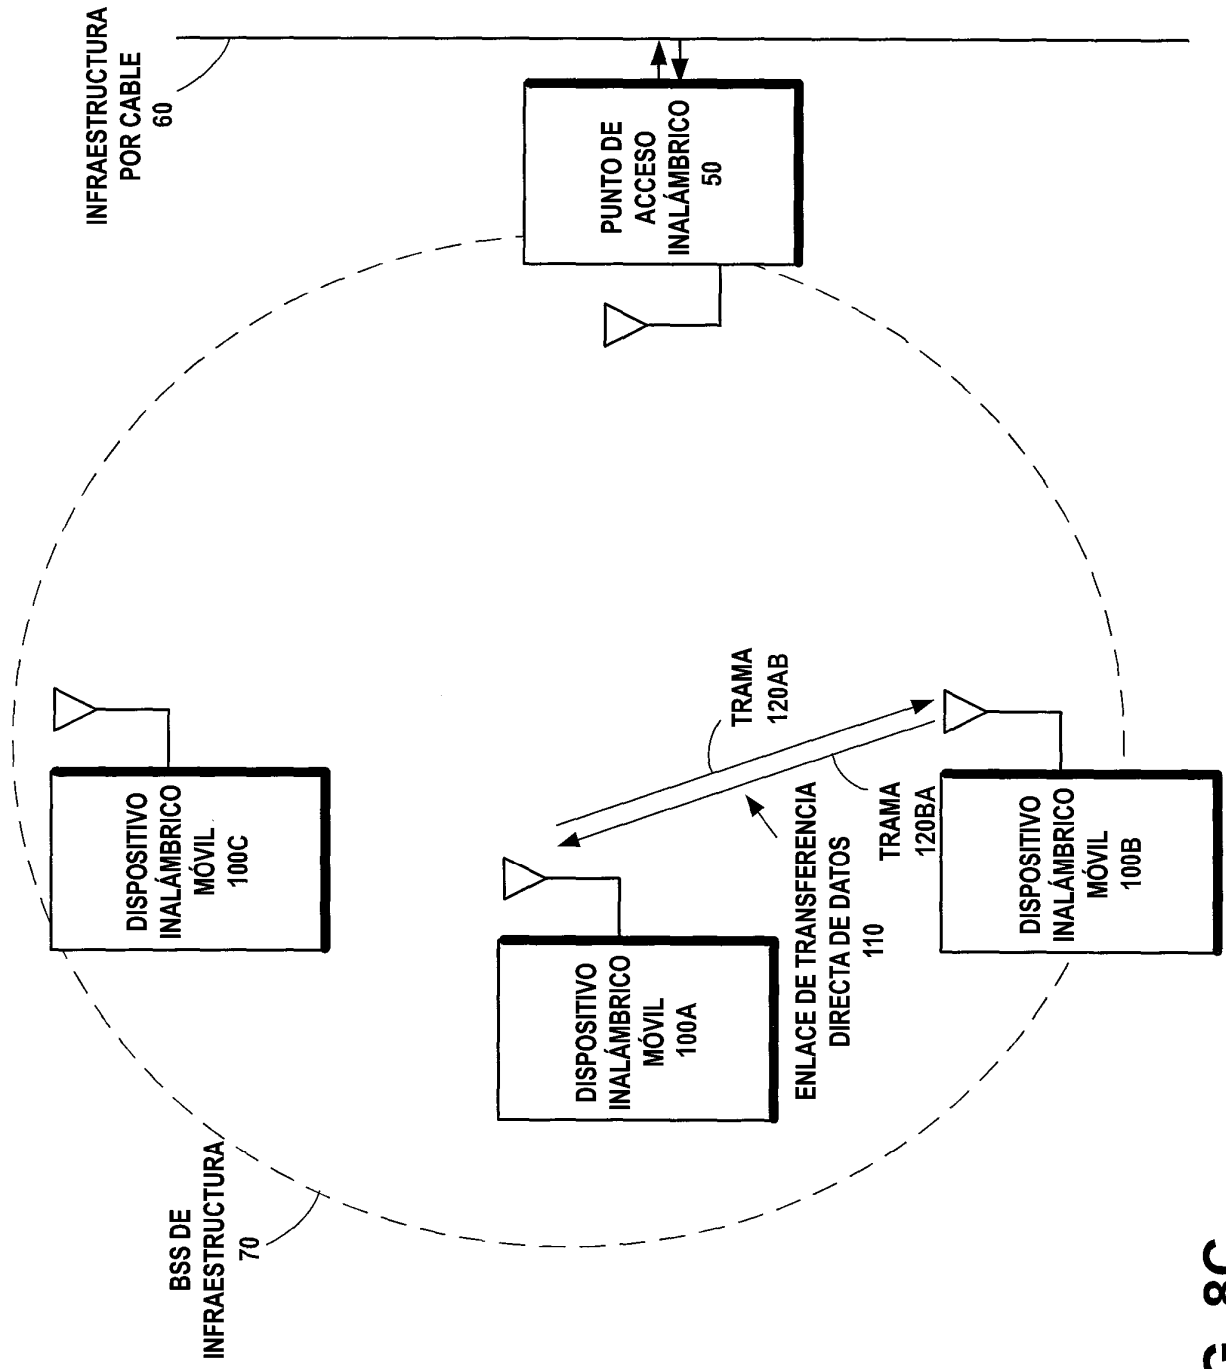 INFRAESTRUCTURA
POR CABLE
60
BSS DE
INFRAESTRUCTURA
70
DISPOSITIVO
INALÁMBRICO
MÓVIL
100C
DISPOSITIVO
INALÁMBRICO
MÓVIL
100A
PUNTO DE
ACCESO
INALÁMBRICO
50
TRAMA
120AB
ENLACE DE TRANSFERENCIA
DIRECTA DE DATOS
110
TRAMA
120BA
DISPOSITIVO
INALÁMBRICO
MÓVIL
100B
8C